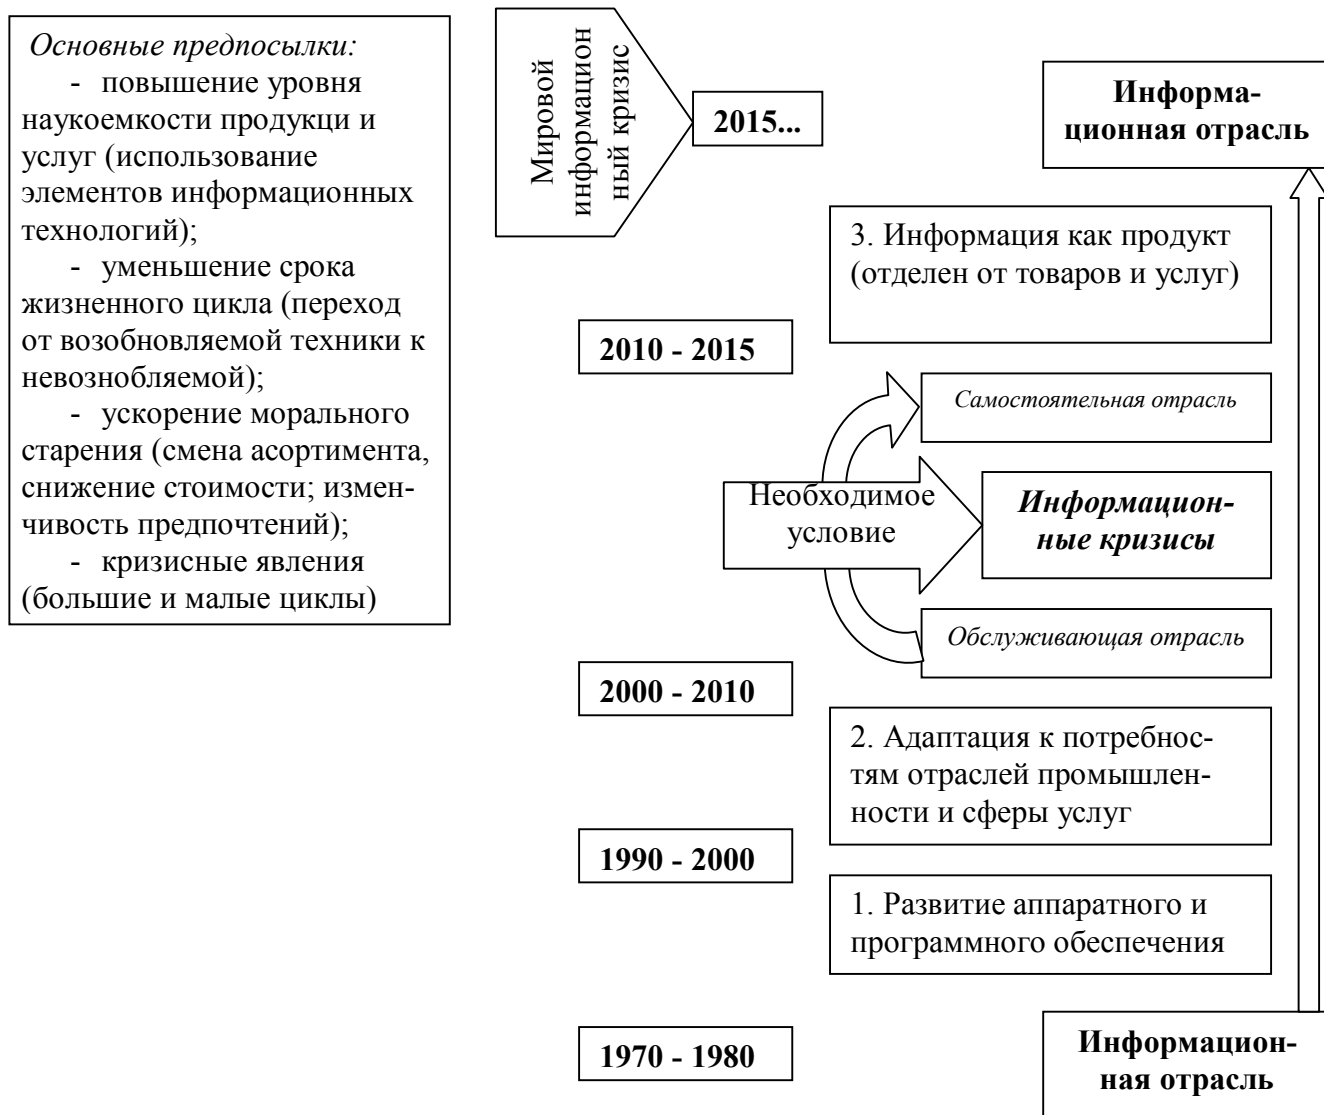 Основные предпосылки:
- повышение уровня
наукоемкости продукци и
услуг (использование
элементов информационных
технологий);
- уменьшение срока
жизненного цикла (переход
от возобновляемой техники к
невознобляемой);
- ускорение морального
старения (смена асортимента,
снижение стоимости; измен-
чивость предпочтений);
- кризисные явления
(большие и малые циклы)
Мировой
информацион
ный кризис
2015...
Информа-
ционная отрасль
3. Информация как продукт
(отделен от товаров и услуг)
2010 - 2015
Самостоятельная отрасль
Необходимое
условие
Информацион-
ные кризисы
Обслуживающая отрасль
2000 - 2010
2. Адаптация к потребнос-
тям отраслей промышлен-
ности и сферы услуг
1990 - 2000
1. Развитие аппаратного и
программного обеспечения
1970 - 1980
Информацион-
ная отрасль